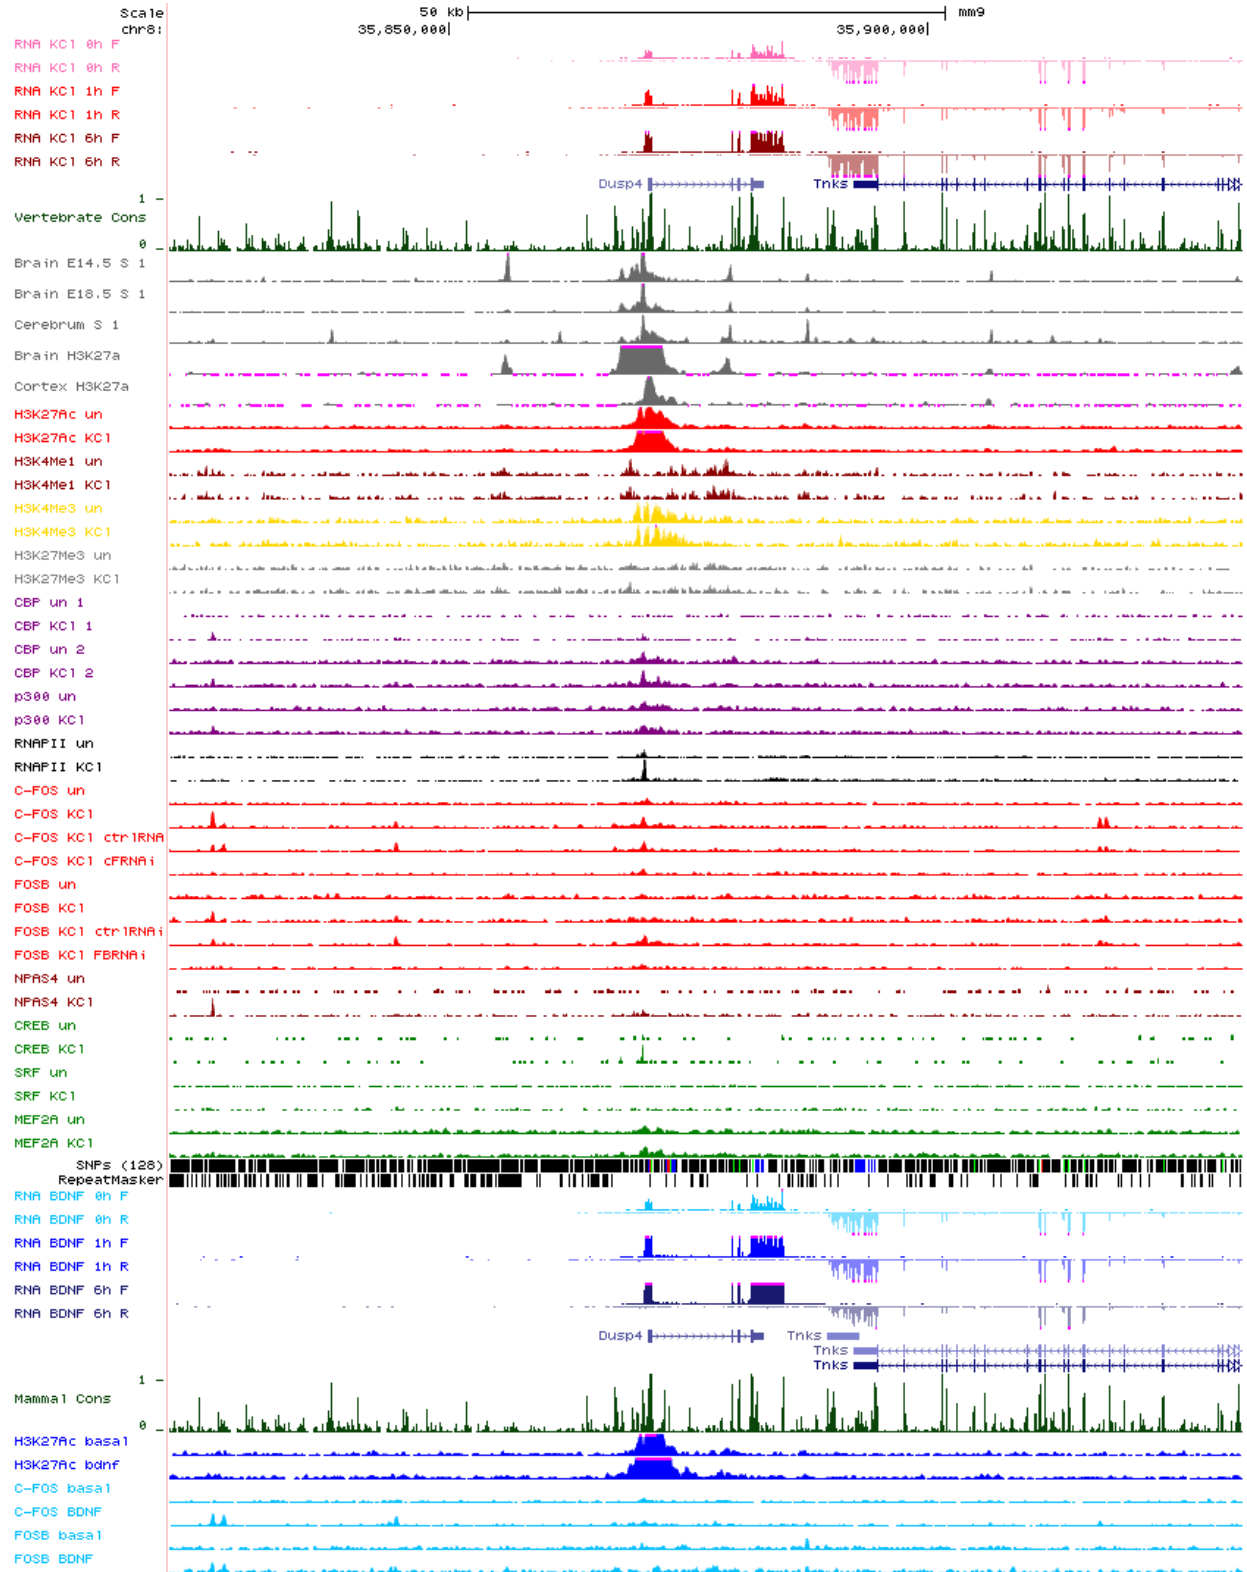 Scale 50 kb mm9
chr8: 35,850,000 35,900,000
RNA KCl 0h F
RNA KCl 0h R
RNA KCl 1h F
RNA KCl 1h R
RNA KCl 6h F
RNA KCl 6h R
Dusp4 Tnks
1
Vertebrate Cons
0
Brain E14.5 S 1
Brain E18.5 S 1
Cerebrum S 1
Brain H3K27a
Cortex H3K27a
H3K27Ac un
H3K27Ac KCl
H3K4Me1 un
H3K4Me1 KCl
H3K4Me3 un
H3K4Me3 KCl
H3K27Me3 un
H3K27Me3 KCl
CBP un 1
CBP KCl 1
CBP un 2
CBP KCl 2
p300 un
p300 KCl
RNAPII un
RNAPII KCl
C-FOS un
C-FOS KCl
C-FOS KCl ctrlRNA
C-FOS KCl cFRNAi
FOSB un
FOSB KCl
FOSB KCl ctrlRNAi
FOSB KCl FBRNAi
NPAS4 un
NPAS4 KCl
CREB un
CREB KCl
SRF un
SRF KCl
MEF2A un
MEF2A KCl
SNPs (128)
RepeatMasker
RNA BDNF 0h F
RNA BDNF 0h R
RNA BDNF 1h F
RNA BDNF 1h R
RNA BDNF 6h F
RNA BDNF 6h R
Dusp4 Tnks
Tnks
Tnks
1
Mammal Cons
0
H3K27Ac basal
H3K27Ac bdnf
C-FOS basal
C-FOS BDNF
FOSB basal
FOSB BDNF